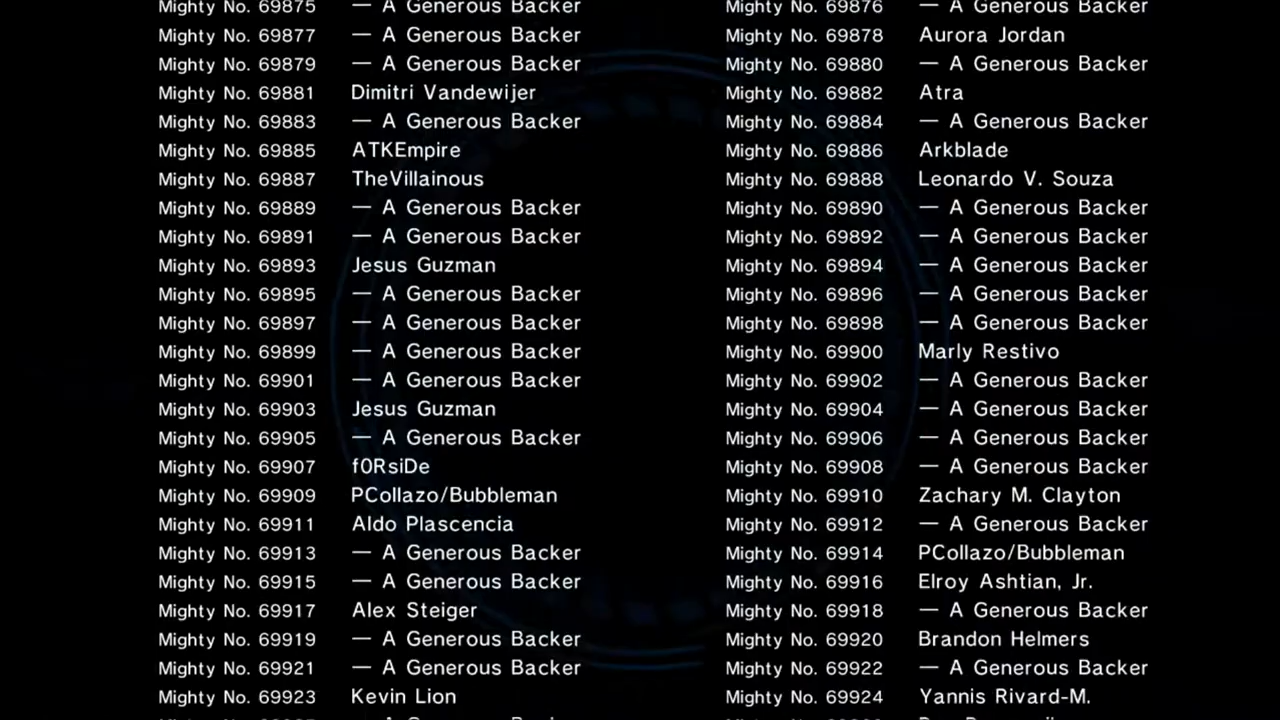 Mighty No. 69875 — A Generous Backer Mighty No. 69876 — A Generous Backer
Mighty No. 69877 — A Generous Backer Mighty No. 69878 Aurora Jordan
Mighty No. 69879 — A Generous Backer Mighty No. 69880 — A Generous Backer
Mighty No. 69881 Dimitri Vandewijer Mighty No. 69882 Atra
Mighty No. 69883 — A Generous Backer Mighty No. 69884 — A Generous Backer
Mighty No. 69885 ATKEmpire Mighty No. 69886 Arkblade
Mighty No. 69887 TheVillainous Mighty No. 69888 Leonardo V. Souza
Mighty No. 69889 — A Generous Backer Mighty No. 69890 — A Generous Backer
Mighty No. 69891 — A Generous Backer Mighty No. 69892 — A Generous Backer
Mighty No. 69893 Jesus Guzman Mighty No. 69894 — A Generous Backer
Mighty No. 69895 — A Generous Backer Mighty No. 69896 — A Generous Backer
Mighty No. 69897 — A Generous Backer Mighty No. 69898 — A Generous Backer
Mighty No. 69899 — A Generous Backer Mighty No. 69900 Marly Restivo
Mighty No. 69901 — A Generous Backer Mighty No. 69902 — A Generous Backer
Mighty No. 69903 Jesus Guzman Mighty No. 69904 — A Generous Backer
Mighty No. 69905 — A Generous Backer Mighty No. 69906 — A Generous Backer
Mighty No. 69907 f0RsiDe Mighty No. 69908 — A Generous Backer
Mighty No. 69909 PCollazo/Bubbleman Mighty No. 69910 Zachary M. Clayton
Mighty No. 69911 Aldo Plascencia Mighty No. 69912 — A Generous Backer
Mighty No. 69913 — A Generous Backer Mighty No. 69914 PCollazo/Bubbleman
Mighty No. 69915 — A Generous Backer Mighty No. 69916 Elroy Ashtian, Jr.
Mighty No. 69917 Alex Steiger Mighty No. 69918 — A Generous Backer
Mighty No. 69919 — A Generous Backer Mighty No. 69920 Brandon Helmers
Mighty No. 69921 — A Generous Backer Mighty No. 69922 — A Generous Backer
Mighty No. 69923 Kevin Lion Mighty No. 69924 Yannis Rivard-M.